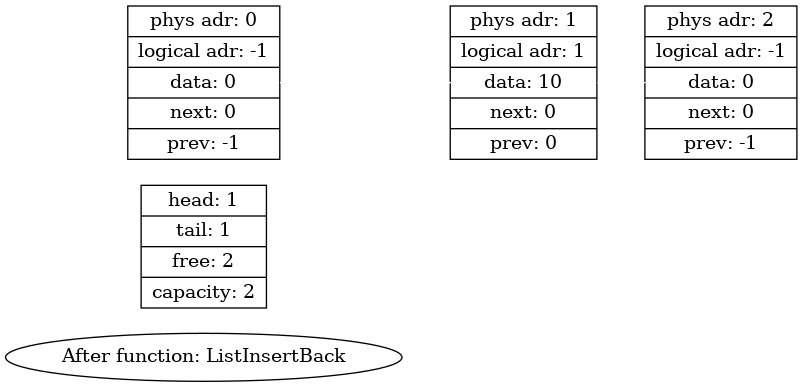 phys adr: 0
logical adr: -1
data: 0
next: 0
prev: -1
phys adr: 1
logical adr: 1
data: 10
next: 0
prev: 0
phys adr: 2
logical adr: -1
data: 0
next: 0
prev: -1
head: 1
tail: 1
free: 2
capacity: 2
After function: ListInsertBack